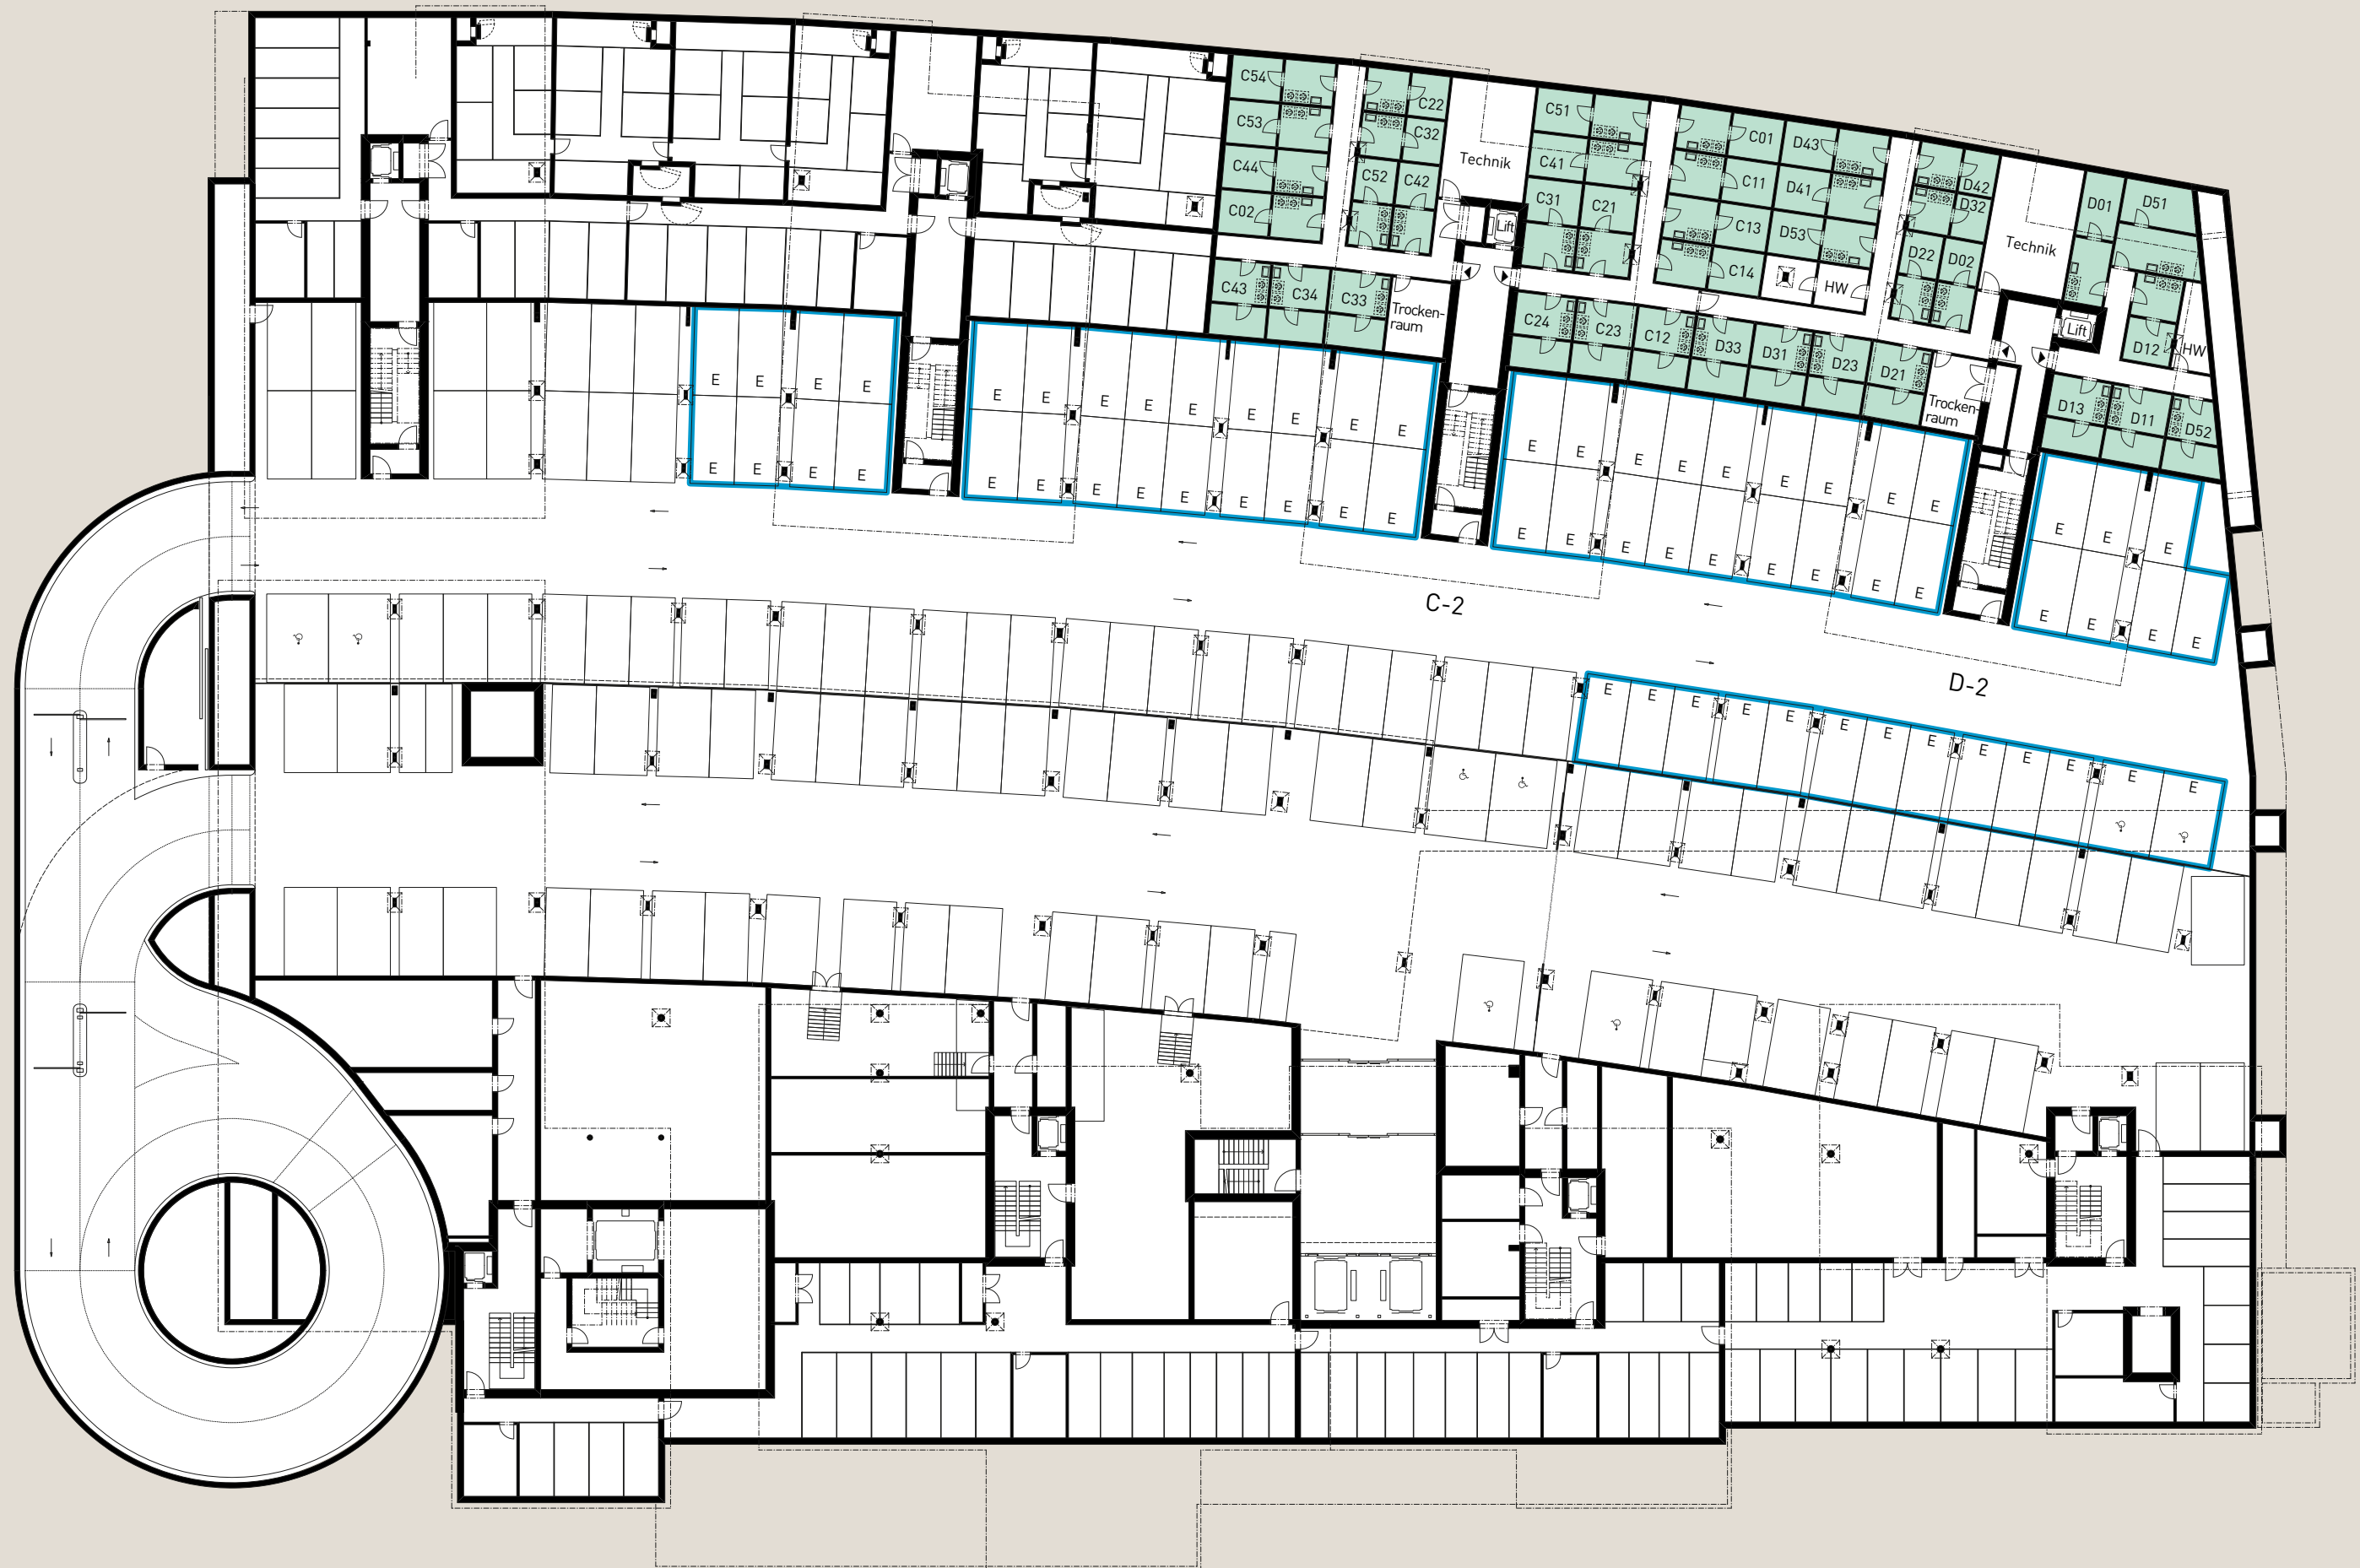 C54
C22
C53
C32
C44
C52
C42
C02
Technik
C51
C41
C31
C21
Lift
C01
D43
C11
D41
C13
D53
C14
HW
D42
D32
D22
D02
Technik
D01
D51
Lift
D12
HW
C43
C34
C33
Trocken-
raum
C24
C23
C12
D33
D31
D23
D21
Trocken-
raum
D13
D11
D52
E E E E
E E E E
E E E E E E E E E
E E E E E E E E E
E E E E E E E E E
E E E E E E E E E
E E E
E E E E
C-2
D-2
E E E E E E E E E E E E E